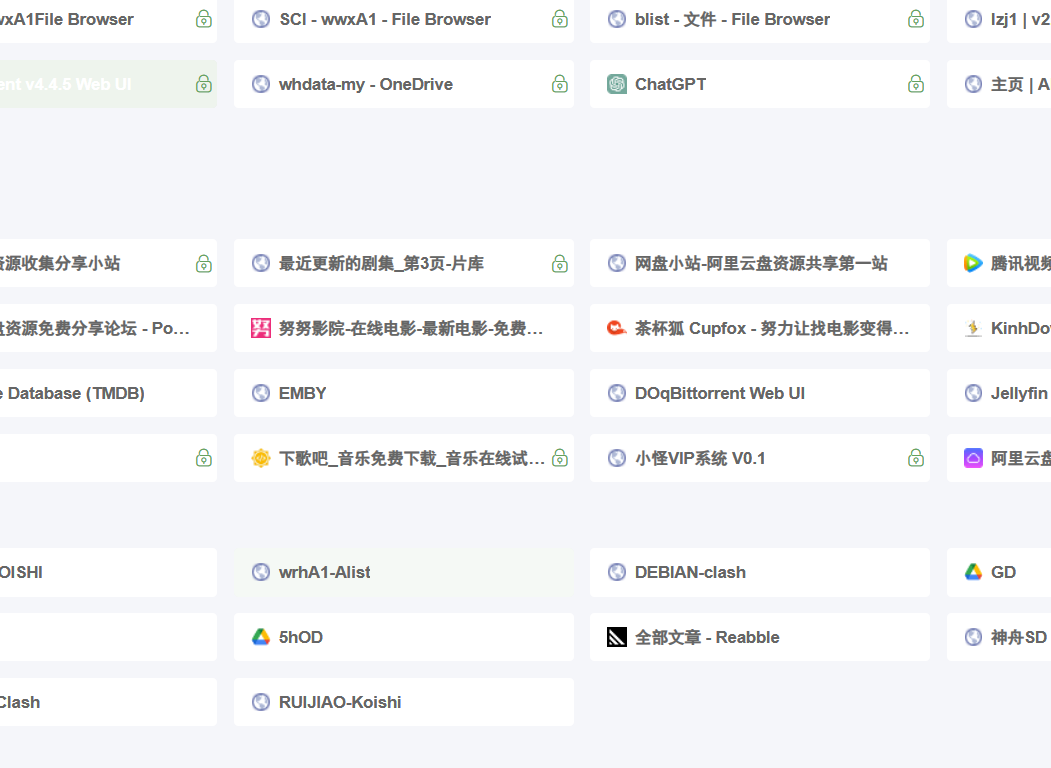 xA1File Browser
SCI - wwxA1 - File Browser
blist - 文件 - File Browser
lzj1 | v2
ent v4.4.5 Web UI
whdata-my - OneDrive
ChatGPT
主页 | A
资源收集分享小站
最近更新的剧集_第3页-片库
网盘小站-阿里云盘资源共享第一站
腾讯视频
盘资源免费分享论坛 - Po...
努努影院-在线电影-最新电影-免费...
茶杯狐 Cupfox - 努力让找电影变得...
KinhDow
e Database (TMDB)
EMBY
DOqBittorrent Web UI
Jellyfin
下歌吧_音乐免费下载_音乐在线试...
小怪VIP系统 V0.1
阿里云盘
OISHI
wrhA1-Alist
DEBIAN-clash
GD
5hOD
全部文章 - Reabble
神舟SD
Clash
RUIJIAO-Koishi